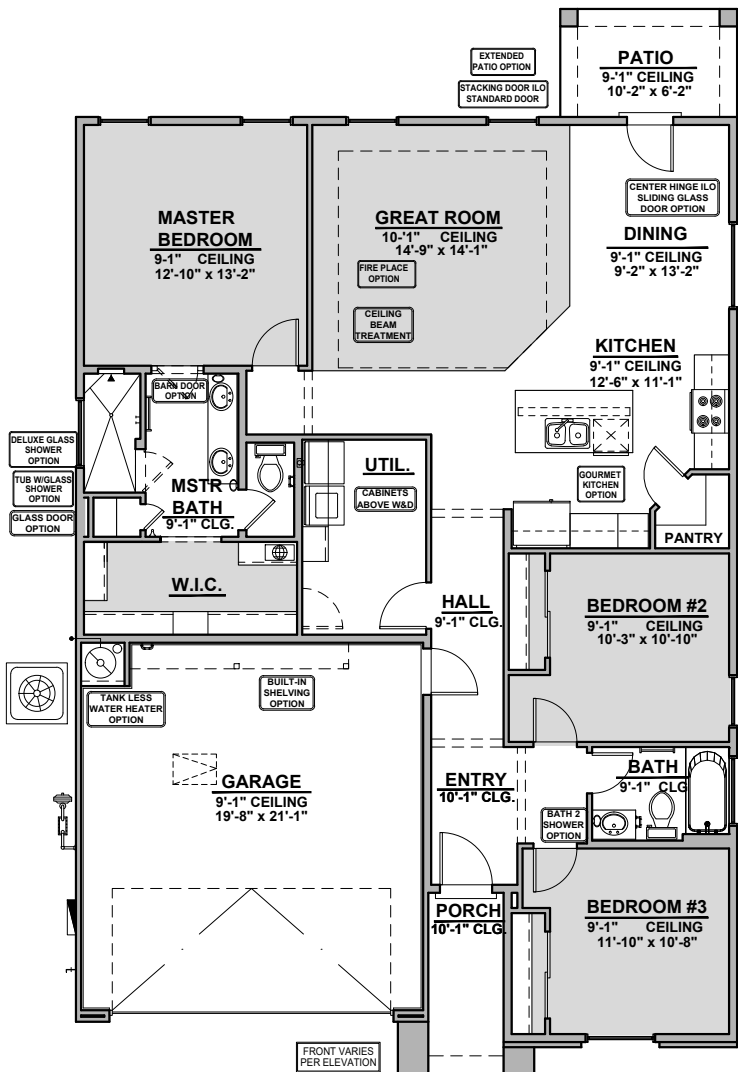 EXTENDED
PATIO OPTION
STACKING DOOR ILO
STANDARD DOOR
PATIO
9-'1" CEILING
10'-2" x 6'-2"
MASTER
BEDROOM
9-1" CEILING
12'-10" x 13'-2"
GREAT ROOM
10-'1" CEILING
14'-9" x 14'-1"
FIRE PLACE
OPTION
CEILING
BEAM
TREATMENT
CENTER HINGE ILO
SLIDING GLASS
DOOR OPTION
DINING
9'-1" CEILING
9'-2" x 13'-2"
KITCHEN
9'-1" CEILING
12'-6" x 11'-1"
BARN DOOR
OPTION
DELUXE GLASS
SHOWER
OPTION
TUB W/GLASS
SHOWER
OPTION
GLASS DOOR
OPTION
MSTR
BATH
9'-1" CLG.
UTIL.
CABINETS
ABOVE W&D
GOURMET
KITCHEN
OPTION
PANTRY
W.I.C.
HALL
9'-1" CLG.
BEDROOM #2
9'-1" CEILING
10'-3" x 10'-10"
TANK LESS
WATER HEATER
OPTION
BUILT-IN
SHELVING
OPTION
GARAGE
9'-1" CEILING
19'-8" x 21'-1"
ENTRY
10'-1" CLG.
BATH
9'-1" CLG
BATH 2
SHOWER
OPTION
PORCH
10'-1" CLG.
BEDROOM #3
9'-1" CEILING
11'-10" x 10'-8"
FRONT VARIES
PER ELEVATION